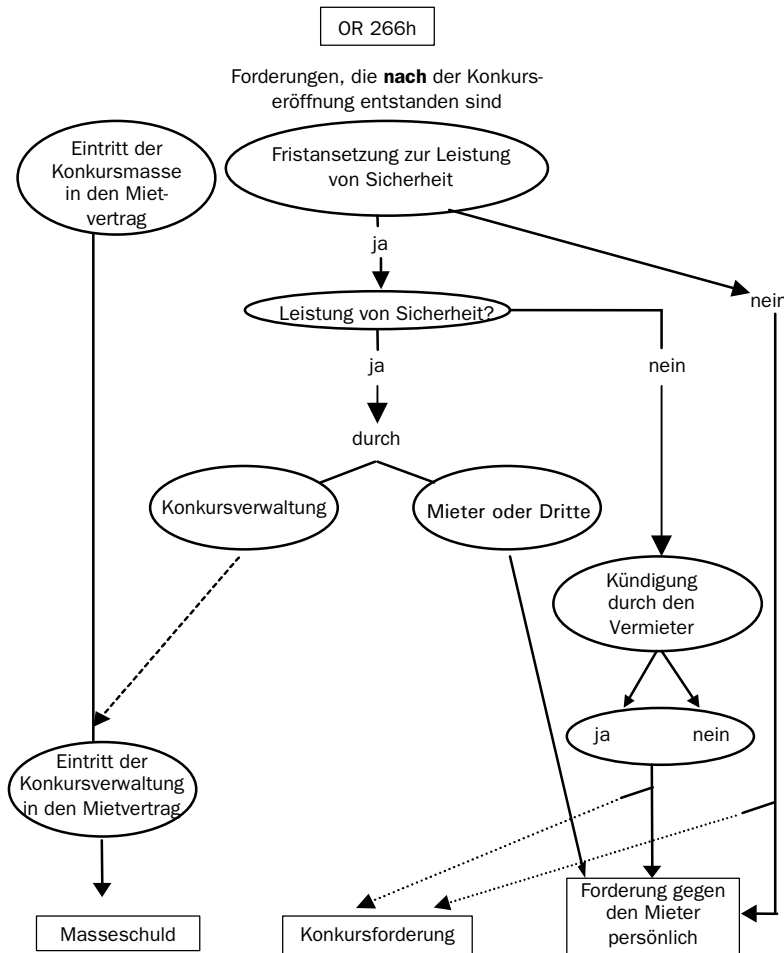 OR 266h
Forderungen, die nach der Konkurs-
eröffnung entstanden sind
Eintritt der
Konkursmasse
in den Miet-
vertrag
Fristansetzung zur Leistung
von Sicherheit
ja
nein
Leistung von Sicherheit?
ja
nein
durch
Konkursverwaltung
Mieter oder Dritte
Kündigung
durch den
Vermieter
ja nein
Eintritt der
Konkursverwaltung
in den Mietvertrag
Masseschuld
Konkursforderung
Forderung gegen
den Mieter
persönlich